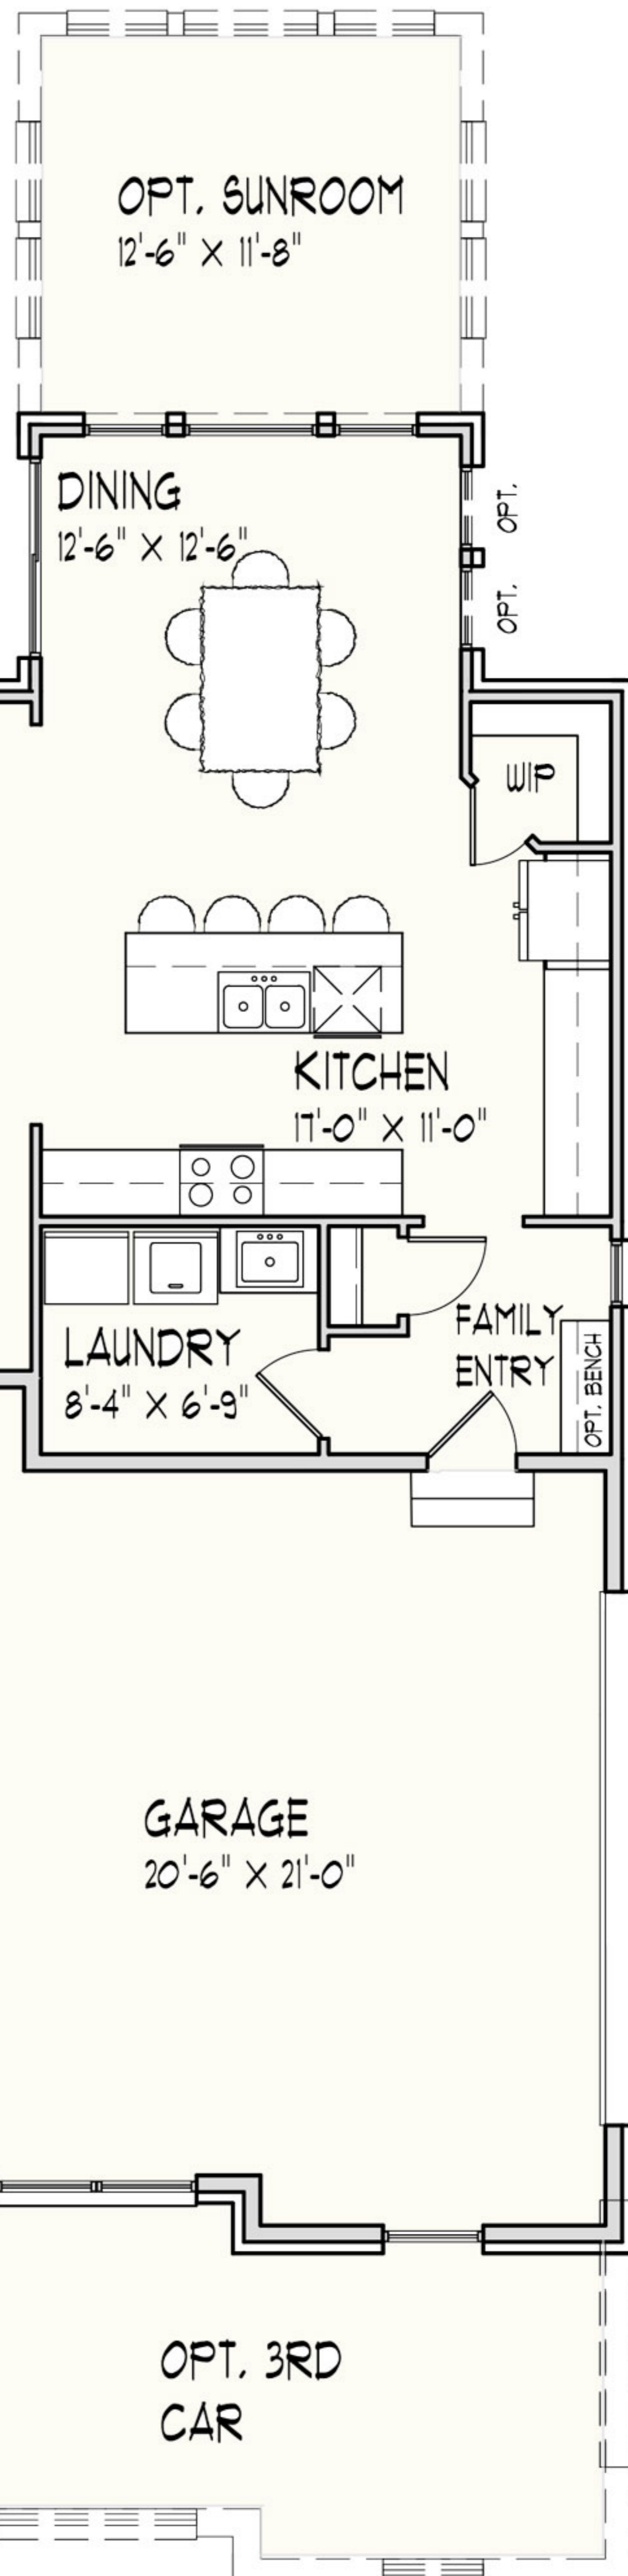 OPT. SUNROOM
12'-6" X 11'-8"
DINING
12'-6" X 12'-6"
OPT.
OPT.
WIP
KITCHEN
17'-0" X 11'-0"
LAUNDRY
8'-4" X 6'-9"
FAMILY
ENTRY
OPT. BENCH
GARAGE
20'-6" X 21'-0"
OPT. 3RD
CAR